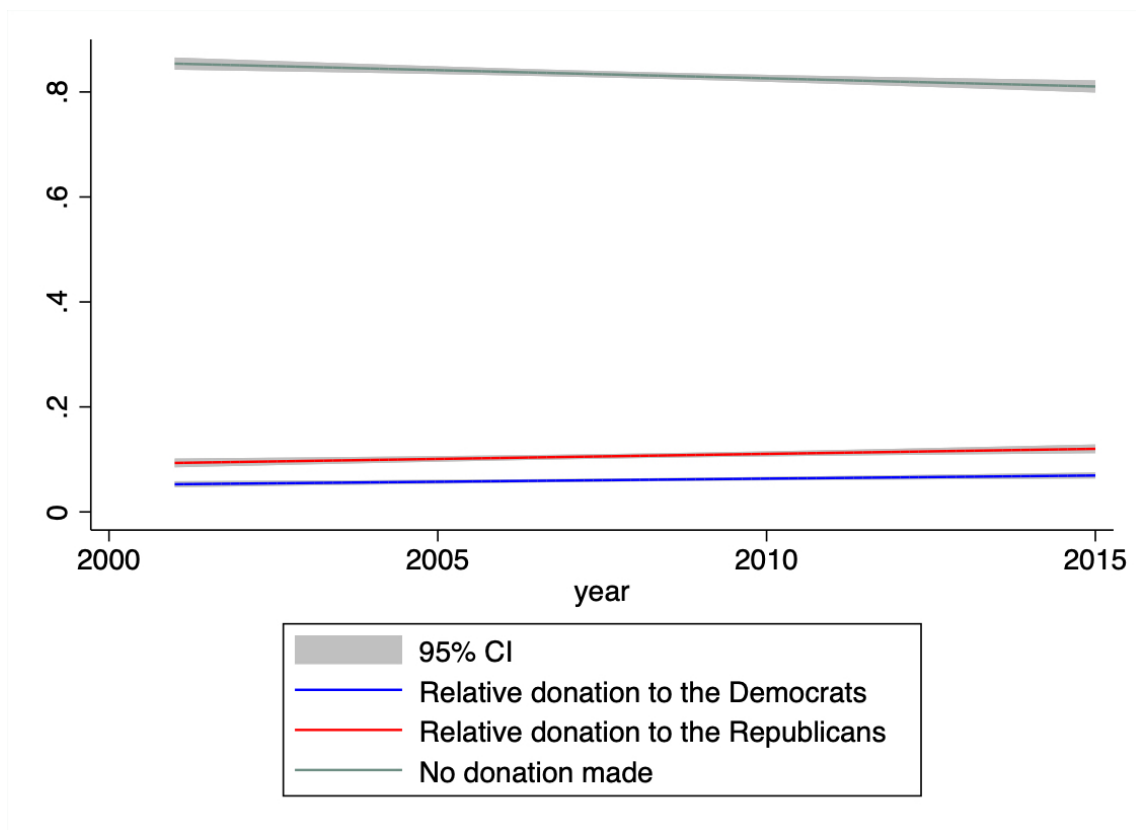 .8
.6
.4
.2
0
2000 2005 2010 2015
year
95% CI
Relative donation to the Democrats
Relative donation to the Republicans
No donation made